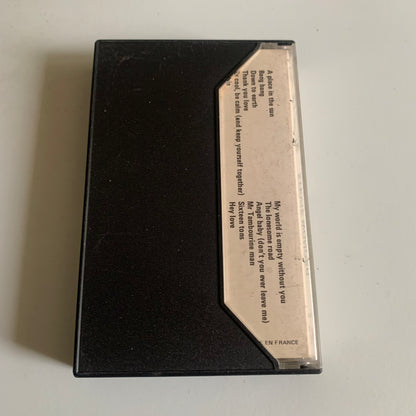 A place in the sun
Bang bang
Down to earth
Thank you love
cool, be calm (and keep yourself together)
My world is empty without you
The lonesome road
Angel baby (don't you ever leave me)
Mr Tambourine man
Sixteen tons
Hey love
EN FRANCE